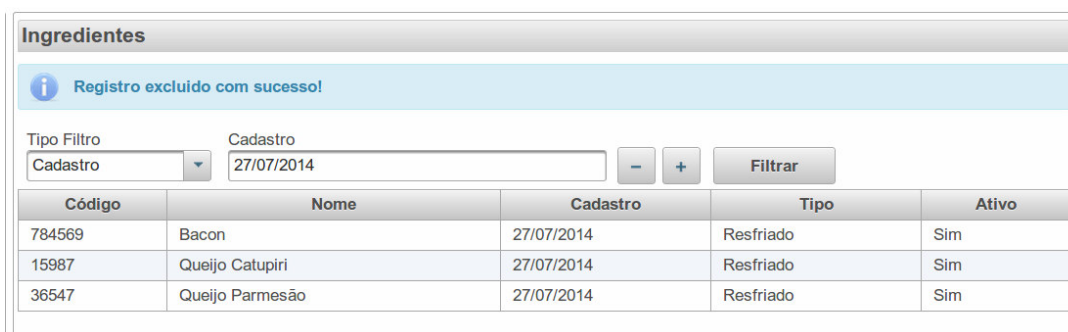 Ingredientes
Registro excluido com sucesso!
Tipo Filtro Cadastro
Cadastro 27/07/2014 - + Filtrar
Código Nome Cadastro Tipo Ativo
784569 Bacon 27/07/2014 Resfriado Sim
15987 Queijo Catupiri 27/07/2014 Resfriado Sim
36547 Queijo Parmesão 27/07/2014 Resfriado Sim